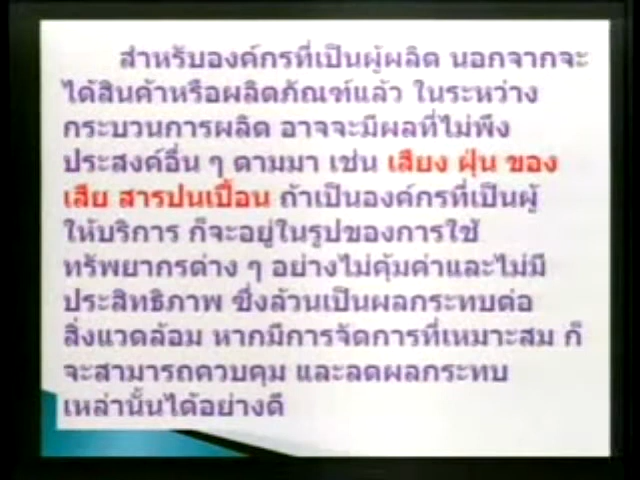 สำหรับองค์กรที่เป็นผู้ผลิต นอกจากจะ
ได้สินค้าหรือผลิตภัณฑ์แล้ว ในระหว่าง
กระบวนการผลิต อาจจะมีผลที่ไม่พึง
ประสงค์อื่น ๆ ตามมา เช่น เสียง ฝุ่น ของ
เสีย สารปนเปื้อน ถ้าเป็นองค์กรที่เป็นผู้
ให้บริการ ก็จะอยู่ในรูปของการใช้
ทรัพยากรต่าง ๆ อย่างไม่คุ้มค่าและไม่มี
ประสิทธิภาพ ซึ่งล้วนเป็นผลกระทบต่อ
สิ่งแวดล้อม หากมีการจัดการที่เหมาะสม ก็
จะสามารถควบคุม และลดผลกระทบ
เหล่านั้นได้อย่างดี